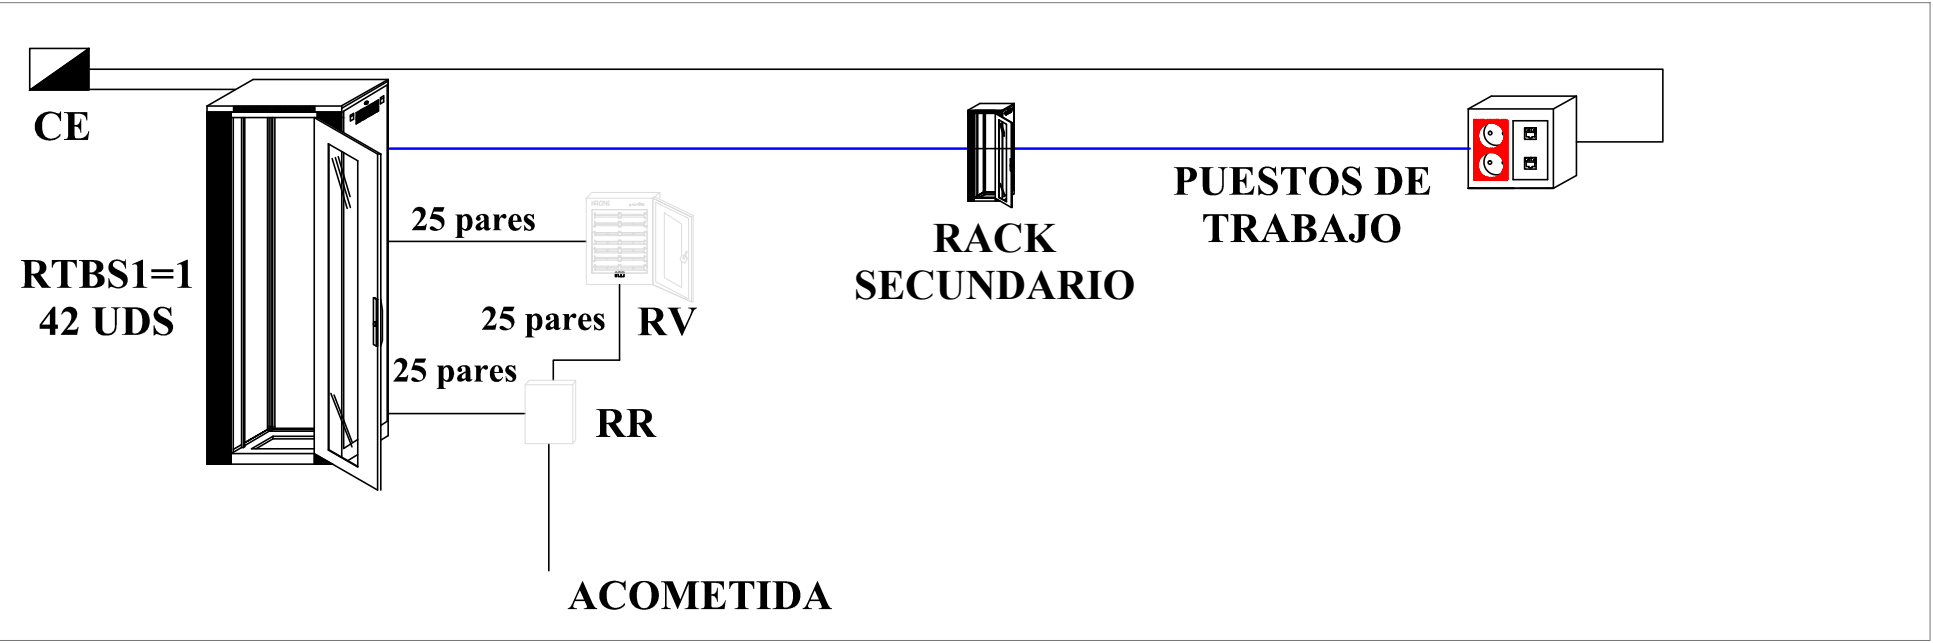 CE
RTBS1=1
42 UDS
25 pares
25 pares
25 pares
RV
RR
ACOMETIDA
RACK
SECUNDARIO
PUESTOS DE
TRABAJO